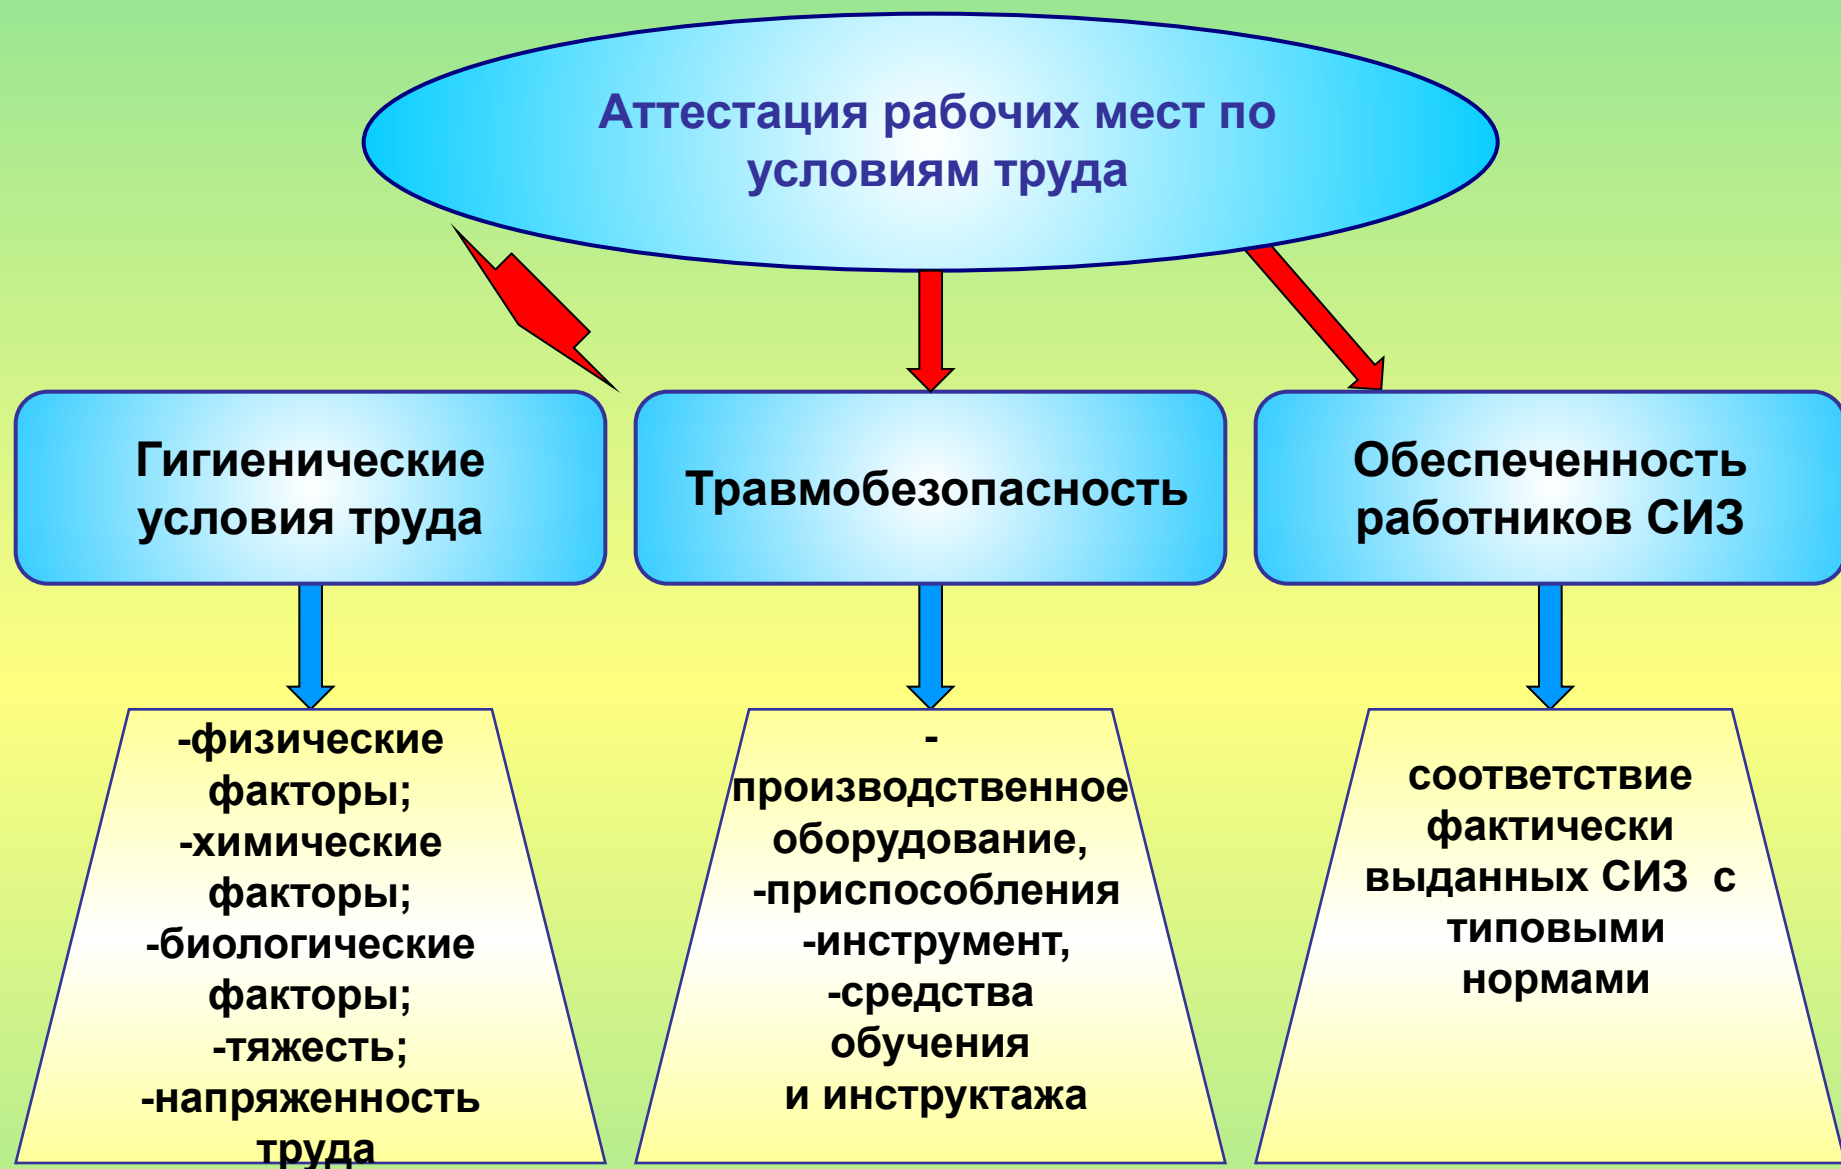 Аттестация рабочих мест по
условиям труда
Гигиенические
условия труда
Травмобезопасность
Обеспеченность
работников СИЗ
-физические
факторы;
-химические
факторы;
-биологические
факторы;
-тяжесть;
-напряженность
труда
-
производственное
оборудование,
-приспособления
-инструмент,
-средства
обучения
и инструктажа
соответствие
фактически
выданных СИЗ  с
типовыми
нормами